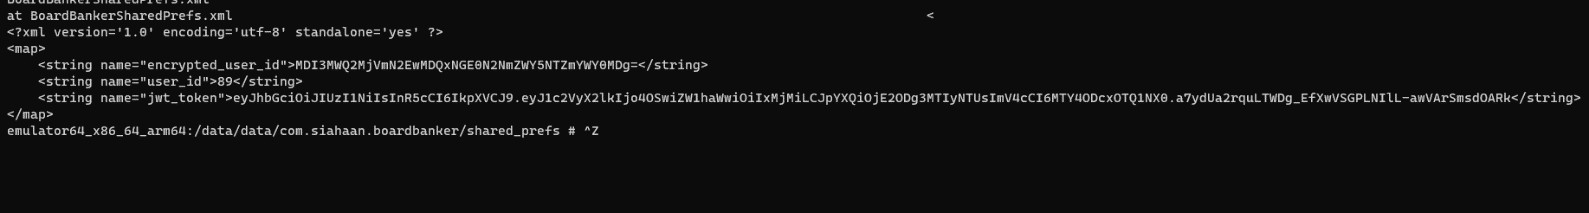 BoardBankerSharedPrefs.xml
at BoardBankerSharedPrefs.xml <
<?xml version='1.0' encoding='utf-8' standalone='yes' ?>
<map>
    <string name="encrypted_user_id">MDI3MWQ2MjVmN2EwMDQxNGE0N2NmZWY5NTZmYWY0MDg=</string>
    <string name="user_id">89</string>
    <string name="jwt_token">eyJhbGciOiJIUzI1NiIsInR5cCI6IkpXVCJ9.eyJ1c2VyX2lkIjo4OSwiZW1haWwiOiIxMjMiLCJpYXQiOjE2ODg3MTIyNTUsImV4cCI6MTY4ODcxOTQ1NX0.a7ydUa2rquLTWDg_EfXwVSGPLNIlL-awVArSmsdOARk</string>
</map>
emulator64_x86_64_arm64:/data/data/com.siahaan.boardbanker/shared_prefs # ^Z